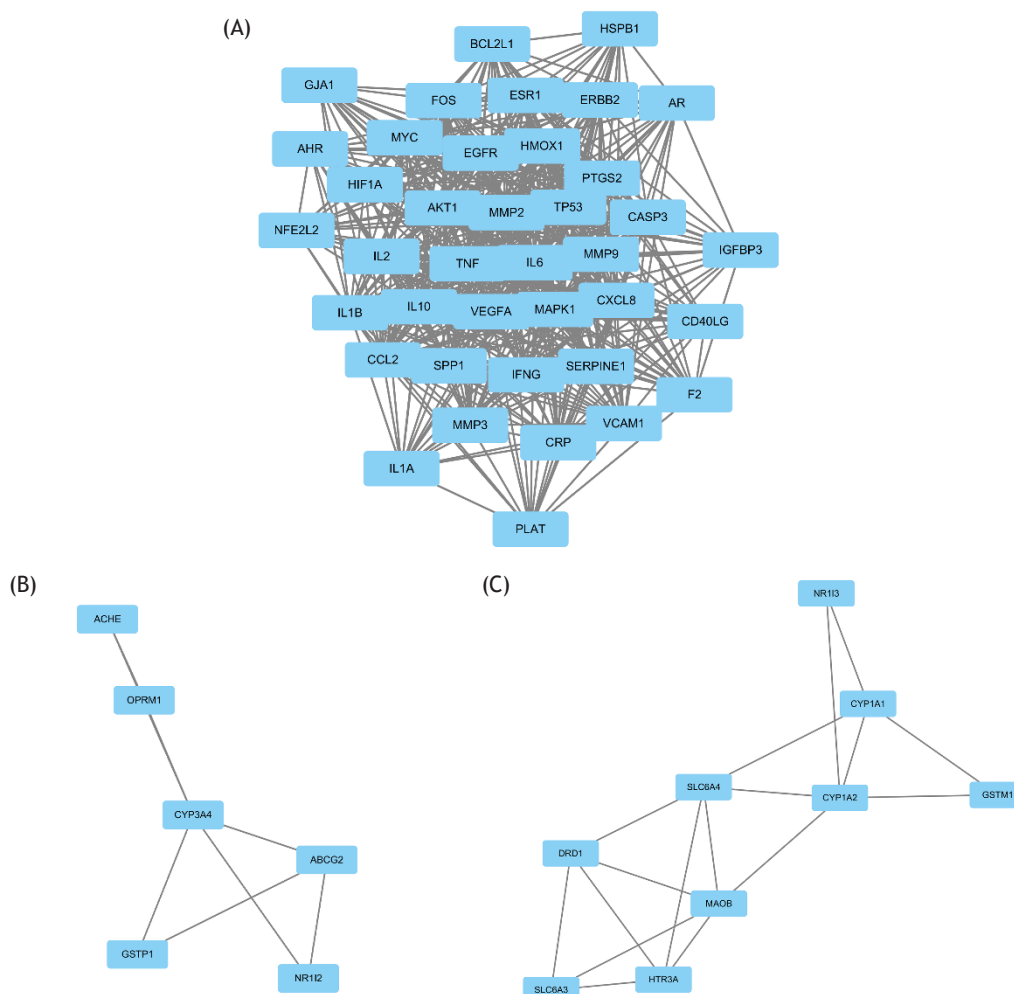 (A)
HSPB1
BCL2L1
GJA1
FOS
ESR1
ERBB2
AR
MYC
EGFR
HMOX1
AHR
HIF1A
PTGS2
AKT1
MMP2
TP53
CASP3
NFE2L2
IL2
TNF
IL6
MMP9
IGFBP3
IL1B
IL10
VEGFA
MAPK1
CXCL8
CD40LG
CCL2
SPP1
IFNG
SERPINE1
F2
MMP3
CRP
VCAM1
IL1A
PLAT
(B)
ACHE
OPRM1
CYP3A4
ABCG2
GSTP1
NR1I2
(C)
NR1I3
CYP1A1
SLC6A4
CYP1A2
GSTM1
DRD1
MAOB
SLC6A3
HTR3A